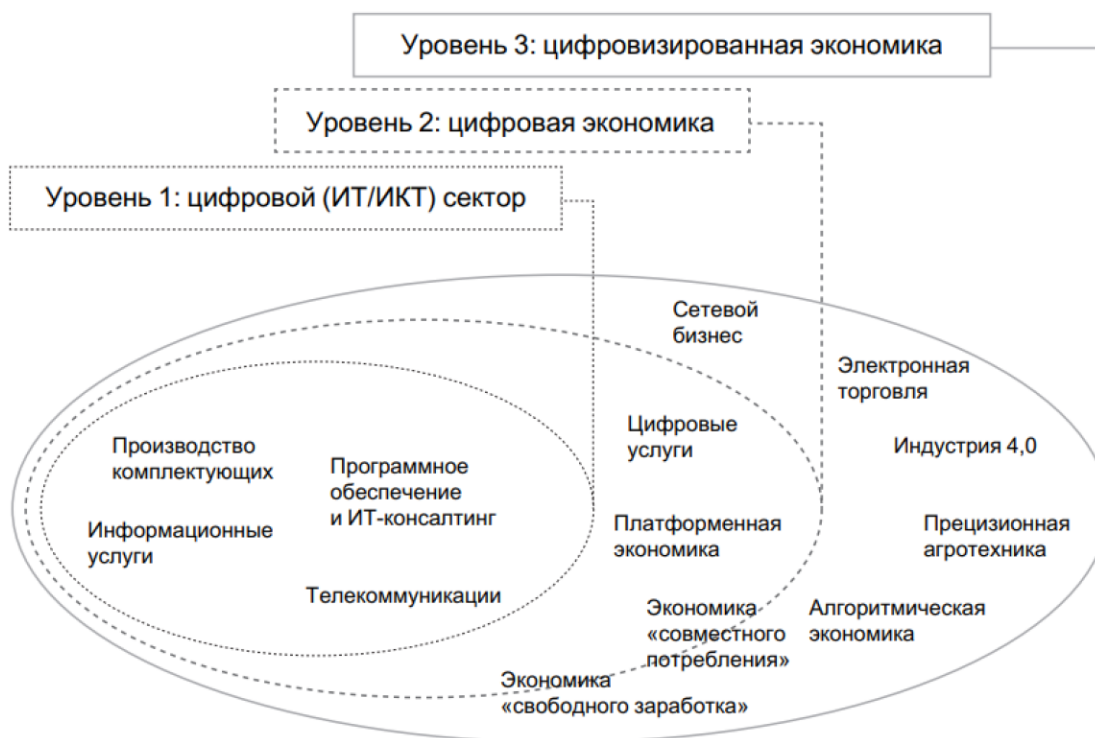 Уровень 3: цифровизированная экономика
Уровень 2: цифровая экономика
Уровень 1: цифровой (ИТ/ИКТ) сектор
Сетевой
бизнес
Электронная
торговля
Цифровые
услуги
Индустрия 4,0
Производство
комплектующих
Программное
обеспечение
и ИТ-консалтинг
Информационные
услуги
Платформенная
экономика
Прецизионная
агротехника
Телекоммуникации
Экономика
«совместного
потребления»
Алгоритмическая
экономика
Экономика
«свободного заработка»